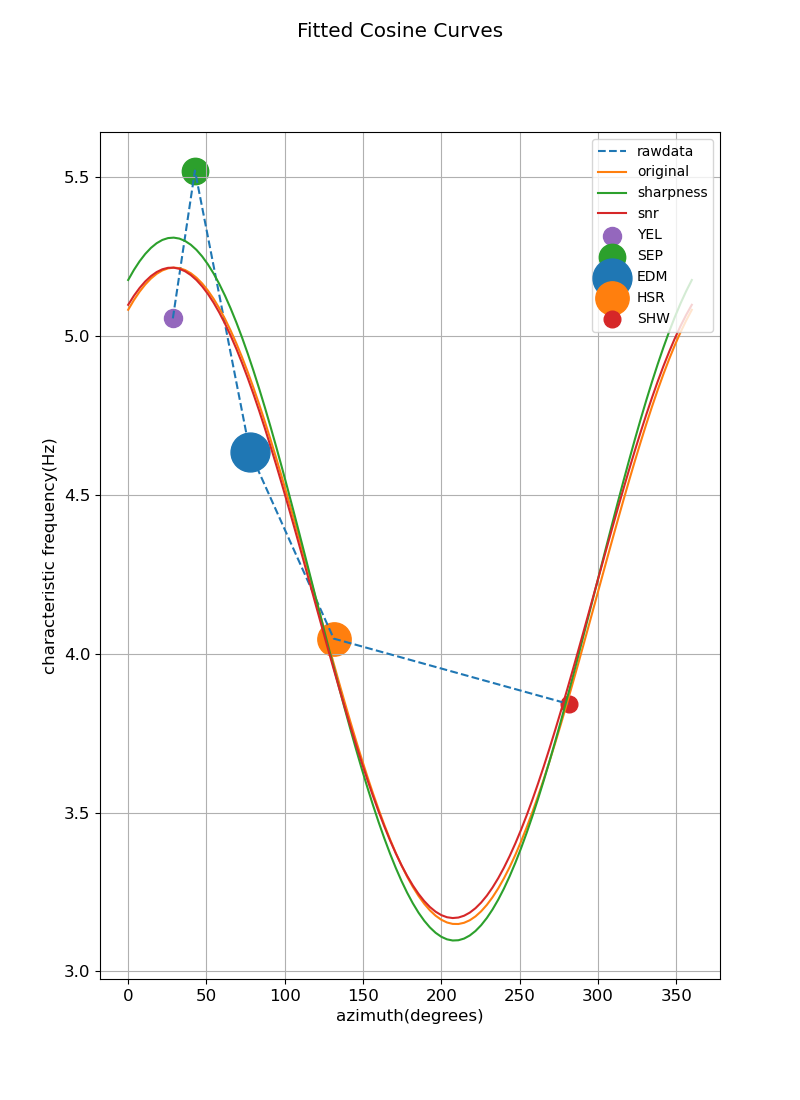 Fitted Cosine Curves
rawdata
original
sharpness
snr
YEL
SEP
EDM
HSR
SHW
5.5
5.0
4.5
4.0
3.5
3.0
characteristic frequency(Hz)
0 50 100 150 200 250 300 350
azimuth(degrees)